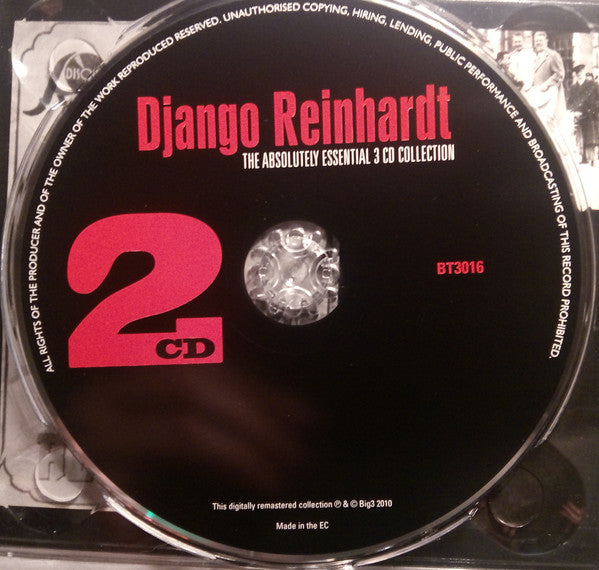 ALL RIGHTS OF THE PRODUCER AND OF THE OWNER OF THE WORK REPRODUCED RESERVED. UNAUTHORISED COPYING, HIRING, LENDING, PUBLIC PERFORMANCE AND BROADCASTING OF THIS RECORD PROHIBITED.
Django Reinhardt
THE ABSOLUTELY ESSENTIAL 3 CD COLLECTION
2
CD
BT3016
This digitally remastered collection ℗ & © Big3 2010
Made in the EC